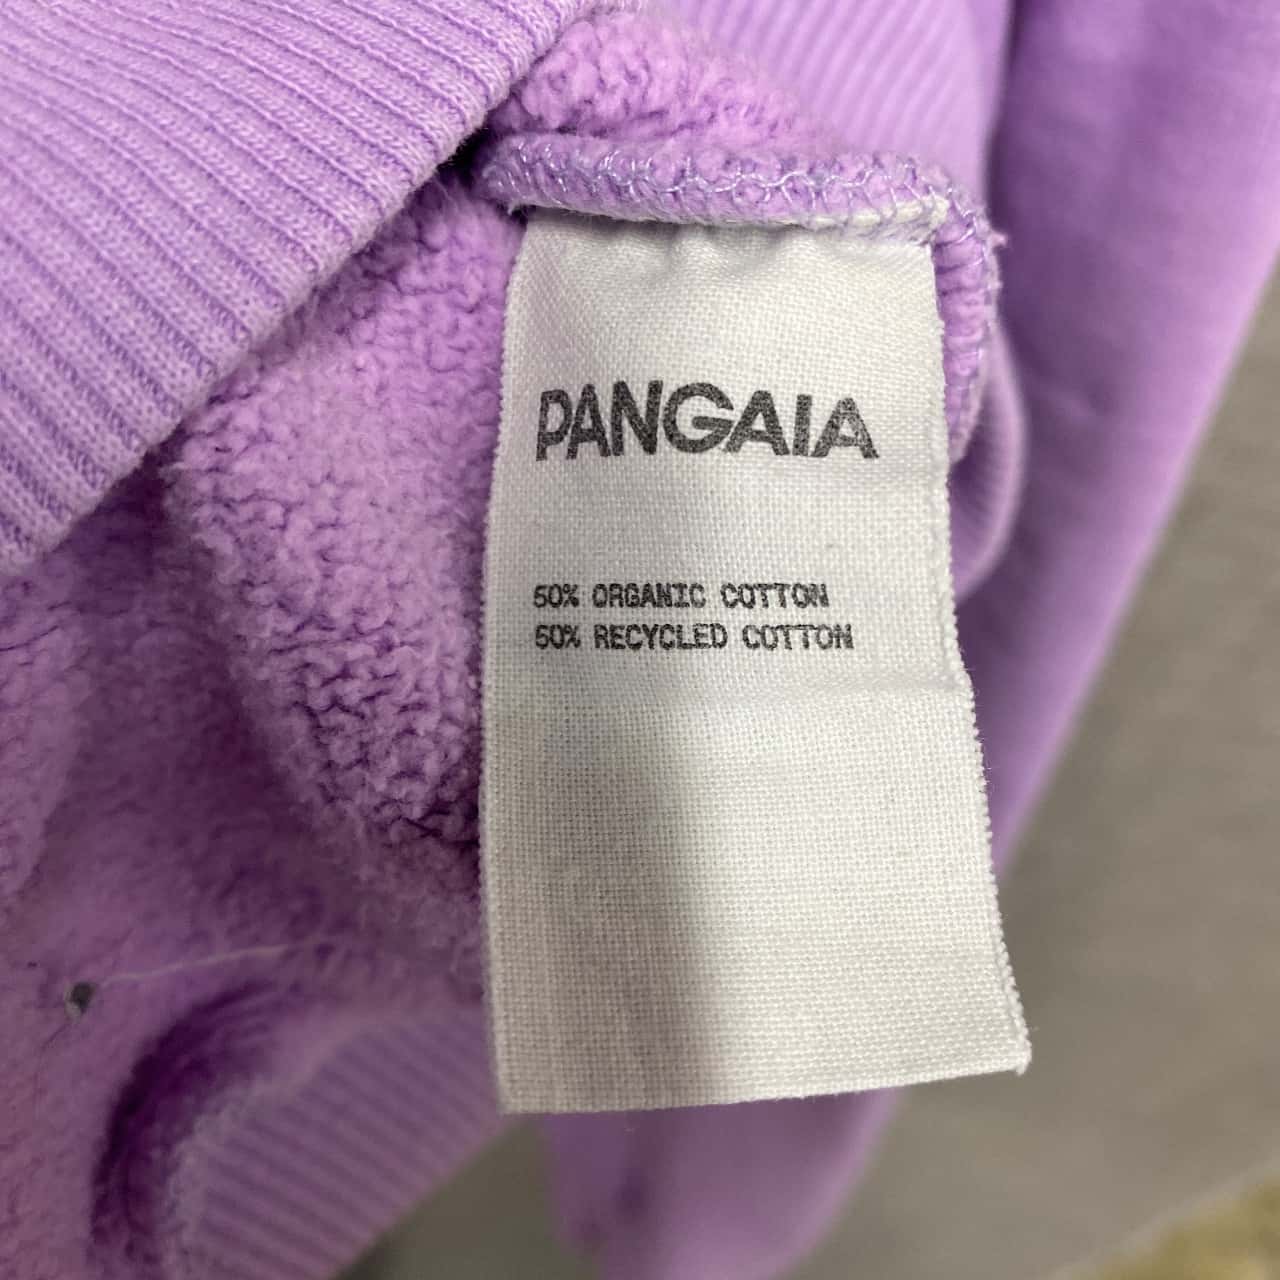 PANGAIA
50% ORGANIC COTTON
50% RECYCLED COTTON